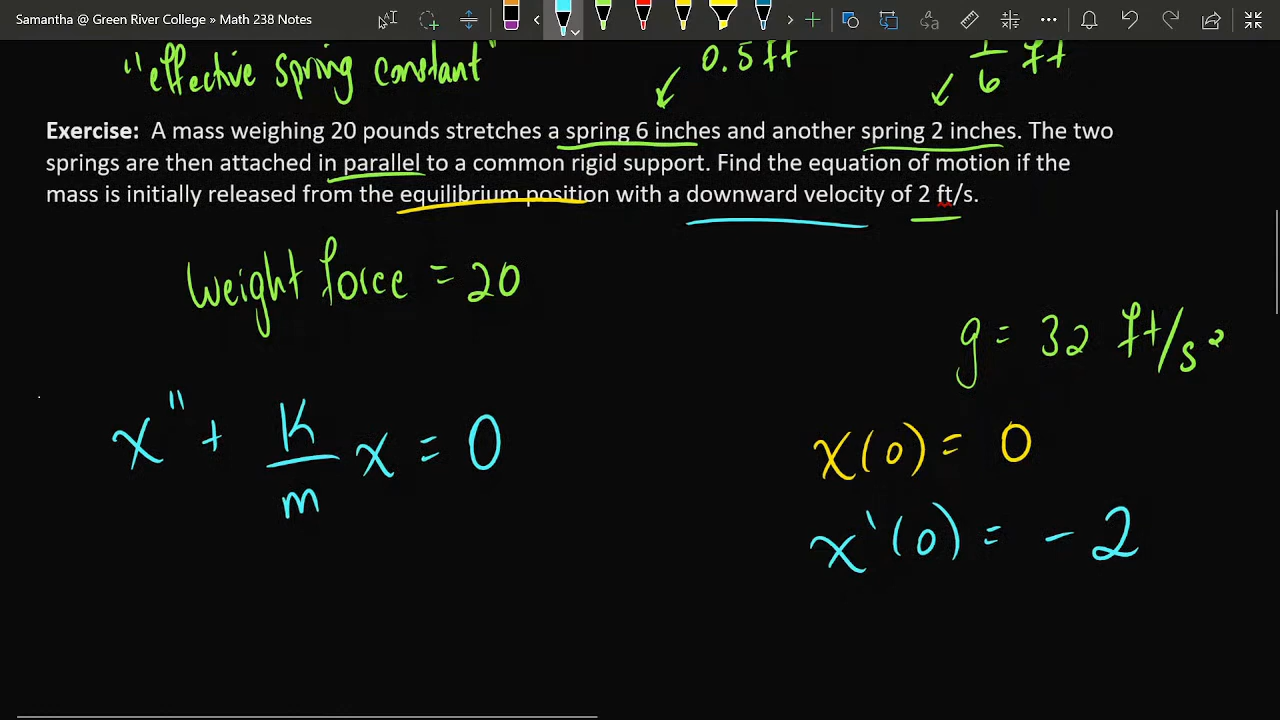 Samantha @ Green River College » Math 238 Notes
"effective spring constant"
0.5 ft
1/6 ft
Exercise: A mass weighing 20 pounds stretches a spring 6 inches and another spring 2 inches. The two
springs are then attached in parallel to a common rigid support. Find the equation of motion if the
mass is initially released from the equilibrium position with a downward velocity of 2 ft/s.
weight force = 20
g = 32 ft/s²
x'' + K/m x = 0
x(0) = 0
x'(0) = -2